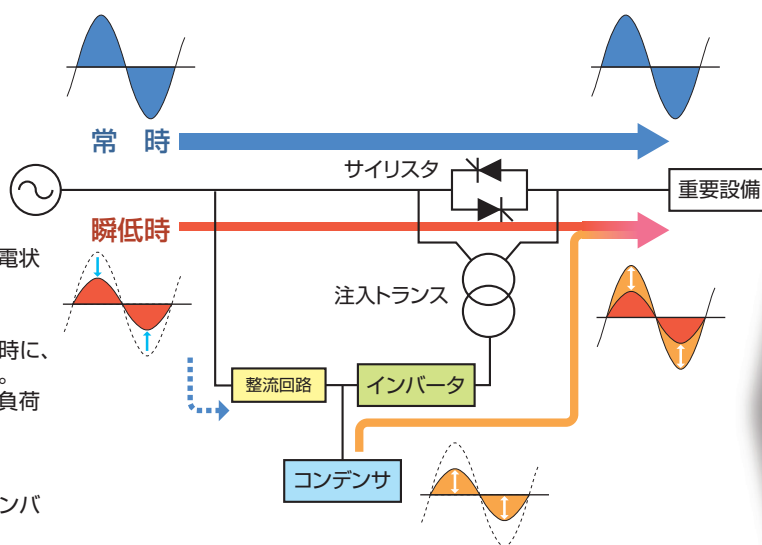 常　時
サイリスタ
重要設備
瞬低時
電状
注入トランス
時に、
。
負荷
整流回路
インバータ
コンデンサ
ンバ